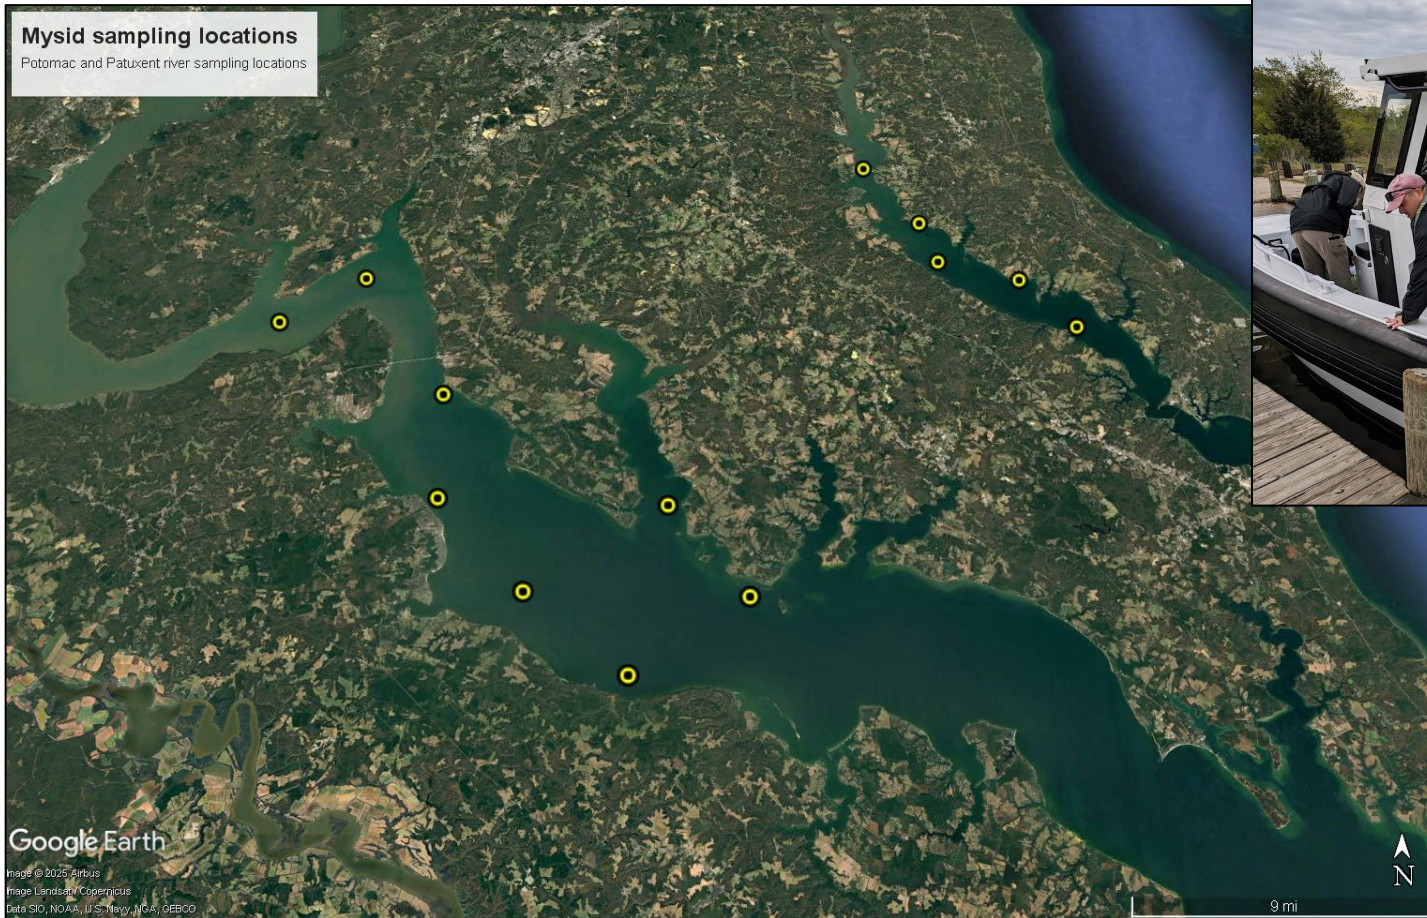 Mysid sampling locations
Potomac and Patuxent river sampling locations
Google Earth
Image © 2025 Airbus
Image Landsat / Copernicus
Data SIO, NOAA, U.S. Navy, NGA, GEBCO
N
9 mi